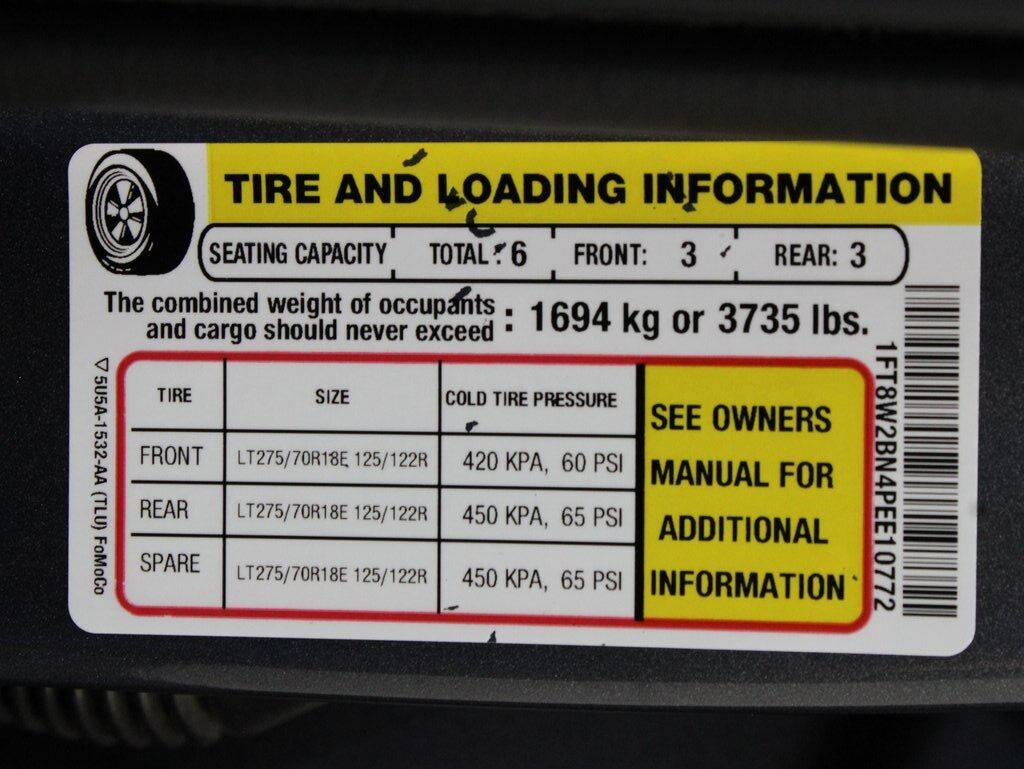 TIRE AND LOADING INFORMATION
SEATING CAPACITY TOTAL: 6 FRONT: 3 REAR: 3
The combined weight of occupants
and cargo should never exceed : 1694 kg or 3735 lbs.
TIRE SIZE COLD TIRE PRESSURE
FRONT LT275/70R18E 125/122R 420 KPA, 60 PSI
REAR LT275/70R18E 125/122R 450 KPA, 65 PSI
SPARE LT275/70R18E 125/122R 450 KPA, 65 PSI
SEE OWNERS
MANUAL FOR
ADDITIONAL
INFORMATION
5U5A-1532-AA (TLU) FoMoCo
1FT8W2BN4PEE10772